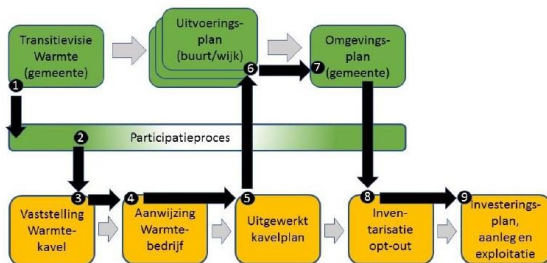 Transitievisie
Warmte
(gemeente)
1
Uitvoerings-
plan
(buurt/wijk)
6
Omgevings-
plan
(gemeente)
7
2
Participatieproces
3
Vaststelling
Warmte-
kavel
4
Aanwijzing
Warmte-
bedrijf
5
Uitgewerkt
kavelplan
8
Inven-
tarisatie
opt-out
9
Investerings-
plan,
aanleg en
exploitatie